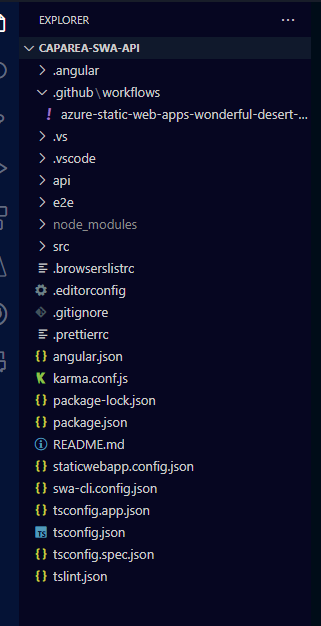 EXPLORER
CAPAREA-SWA-API
.angular
.github\workflows
azure-static-web-apps-wonderful-desert-...
.vs
.vscode
api
e2e
node_modules
src
.browserslistrc
.editorconfig
.gitignore
.prettierrc
angular.json
karma.conf.js
package-lock.json
package.json
README.md
staticwebapp.config.json
swa-cli.config.json
tsconfig.app.json
tsconfig.json
tsconfig.spec.json
tslint.json